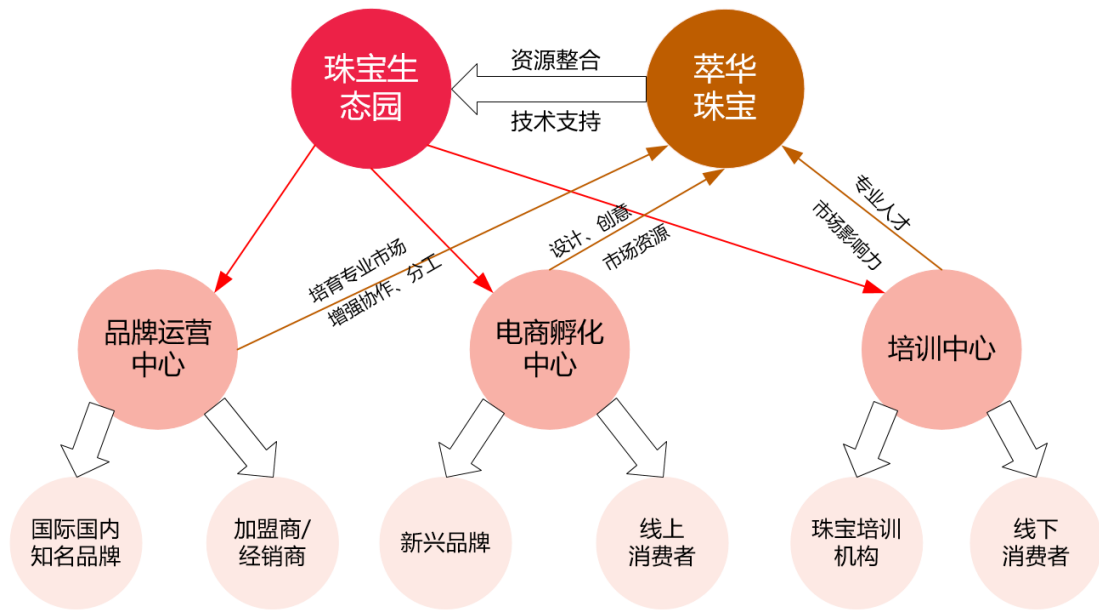 珠宝生
态园
资源整合
技术支持
萃华
珠宝
培育专业市场
增强协作、分工
设计、创意
市场资源
专业人才
市场影响力
品牌运营
中心
电商孵化
中心
培训中心
国际国内
知名品牌
加盟商/
经销商
新兴品牌
线上
消费者
珠宝培训
机构
线下
消费者